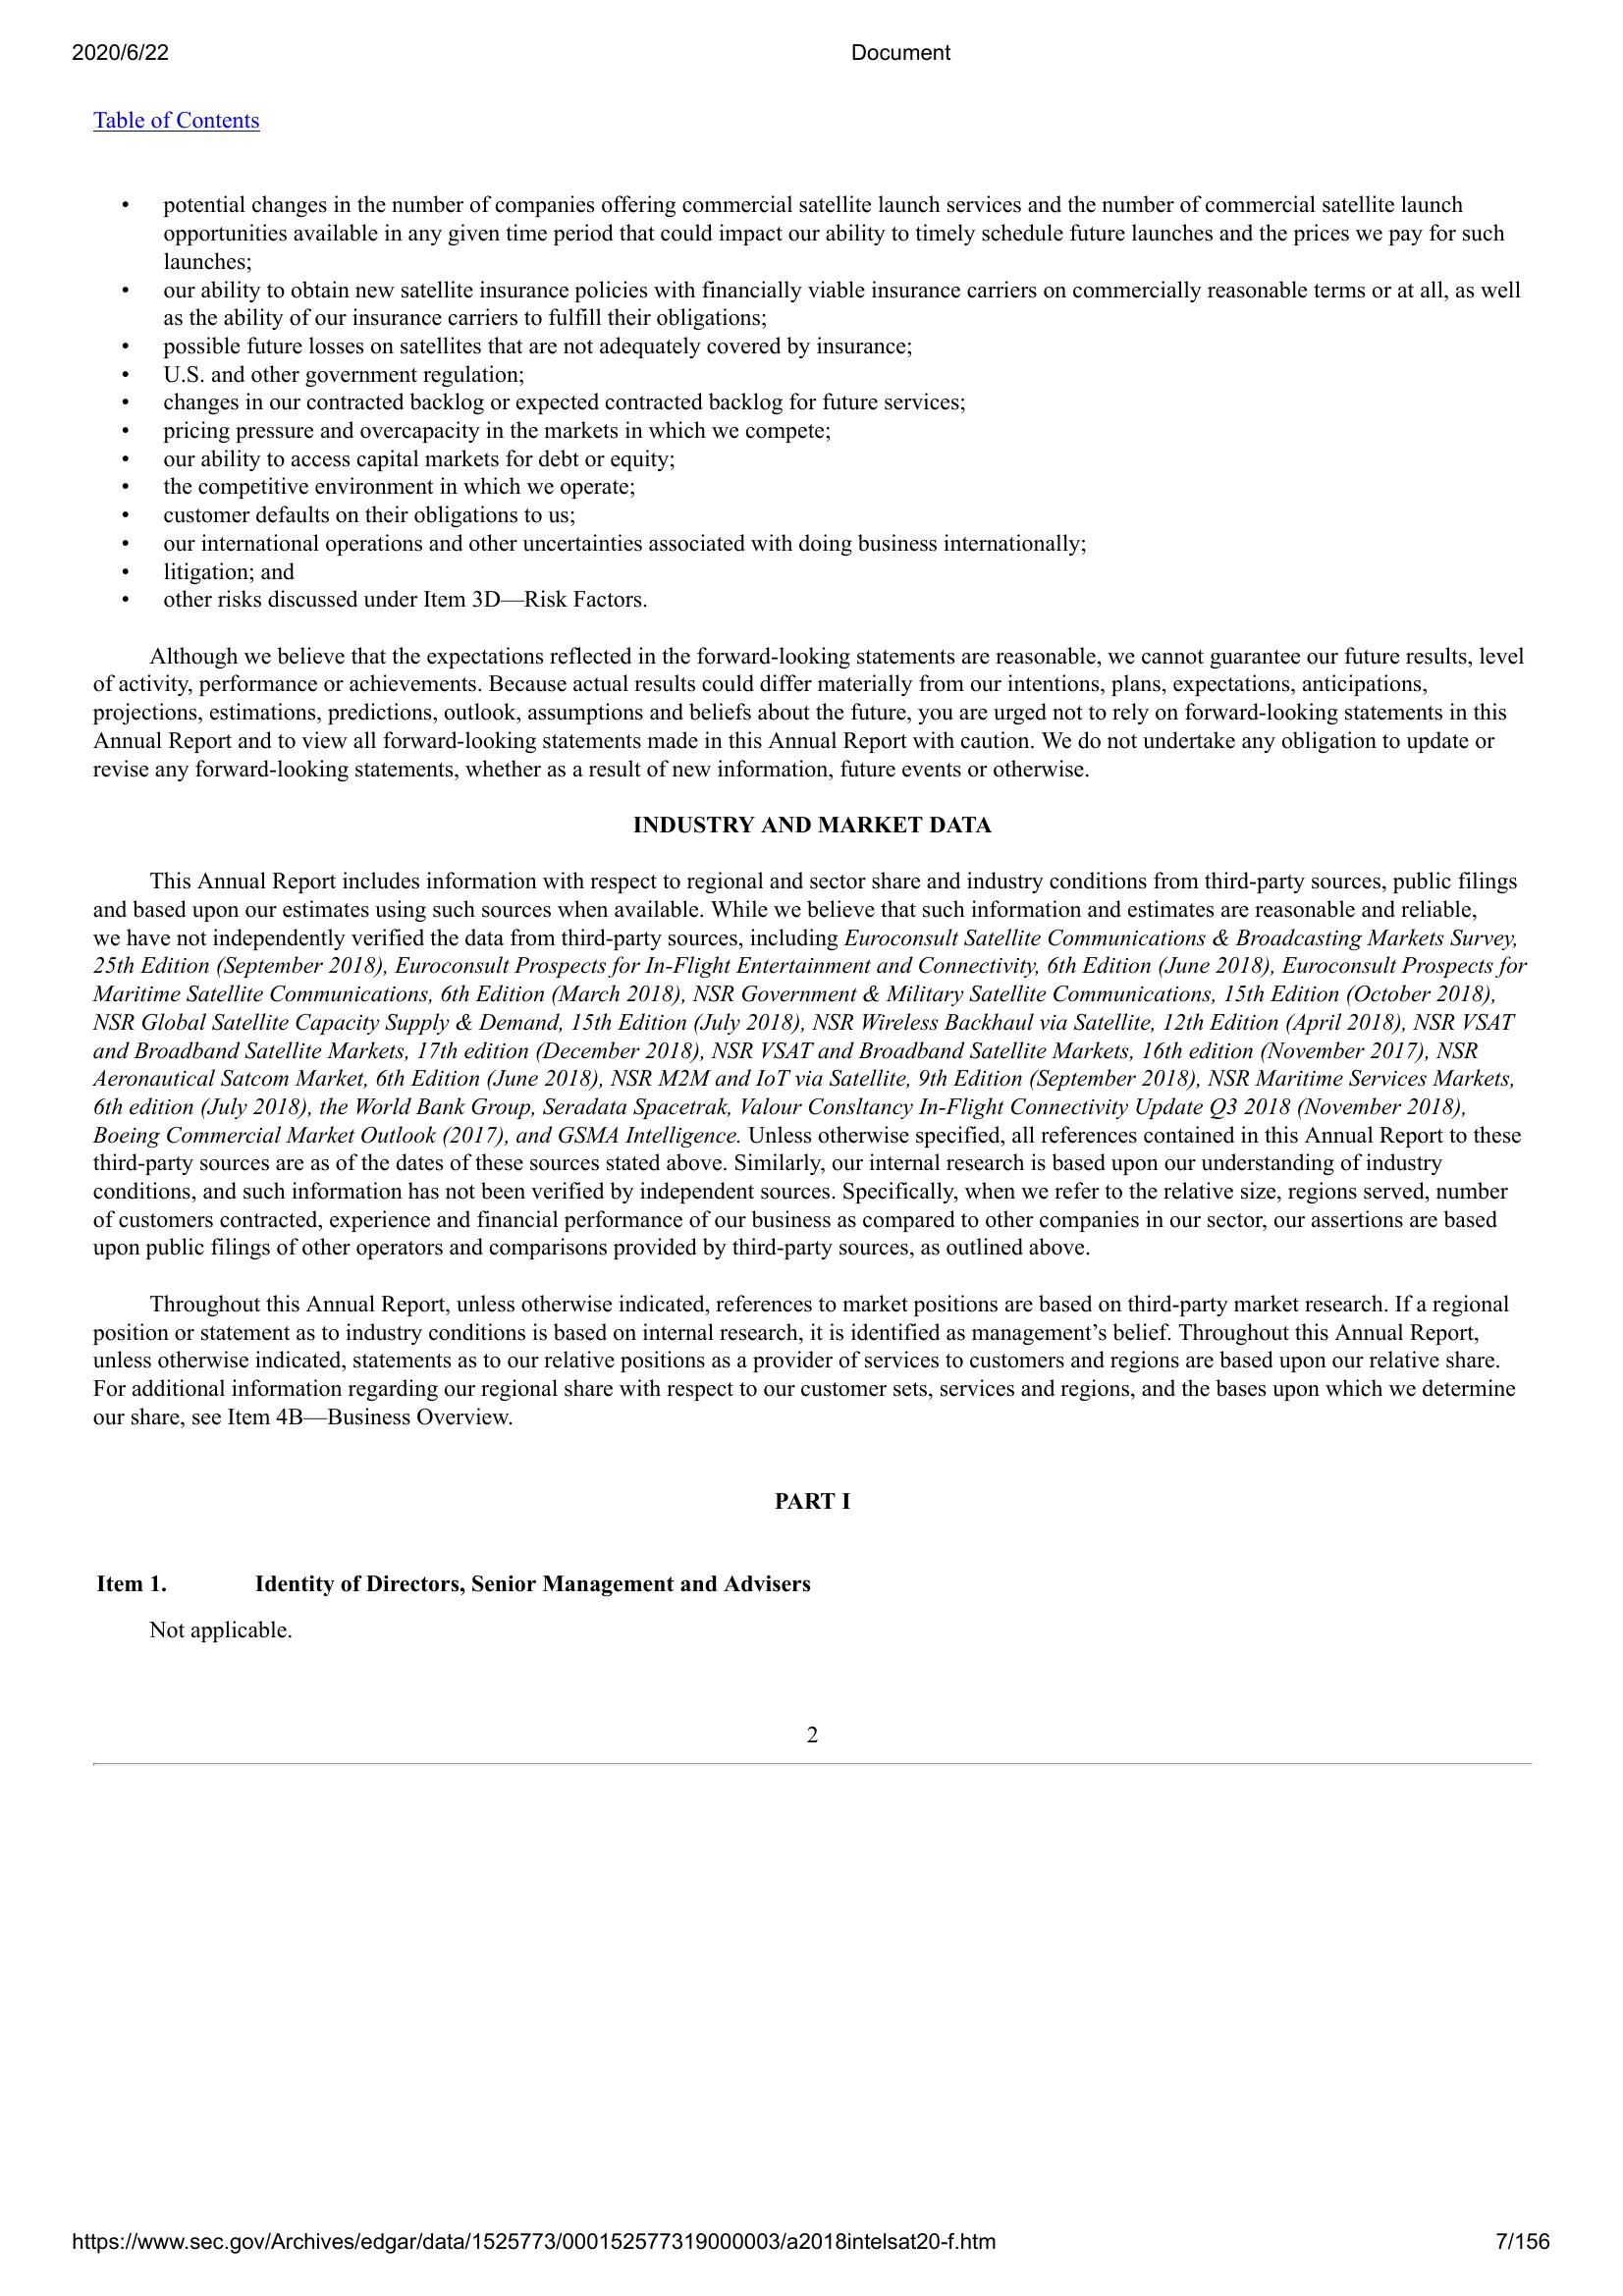 2020/6/22 Document
Table of Contents
• potential changes in the number of companies offering commercial satellite launch services and the number of commercial satellite launch
opportunities available in any given time period that could impact our ability to timely schedule future launches and the prices we pay for such
launches;
• our ability to obtain new satellite insurance policies with financially viable insurance carriers on commercially reasonable terms or at all, as well
as the ability of our insurance carriers to fulfill their obligations;
• possible future losses on satellites that are not adequately covered by insurance;
• U.S. and other government regulation;
• changes in our contracted backlog or expected contracted backlog for future services;
• pricing pressure and overcapacity in the markets in which we compete;
• our ability to access capital markets for debt or equity;
• the competitive environment in which we operate;
• customer defaults on their obligations to us;
• our international operations and other uncertainties associated with doing business internationally;
• litigation; and
• other risks discussed under Item 3D—Risk Factors.
Although we believe that the expectations reflected in the forward-looking statements are reasonable, we cannot guarantee our future results, level
of activity, performance or achievements. Because actual results could differ materially from our intentions, plans, expectations, anticipations,
projections, estimations, predictions, outlook, assumptions and beliefs about the future, you are urged not to rely on forward-looking statements in this
Annual Report and to view all forward-looking statements made in this Annual Report with caution. We do not undertake any obligation to update or
revise any forward-looking statements, whether as a result of new information, future events or otherwise.
INDUSTRY AND MARKET DATA
This Annual Report includes information with respect to regional and sector share and industry conditions from third-party sources, public filings
and based upon our estimates using such sources when available. While we believe that such information and estimates are reasonable and reliable,
we have not independently verified the data from third-party sources, including Euroconsult Satellite Communications & Broadcasting Markets Survey,
25th Edition (September 2018), Euroconsult Prospects for In-Flight Entertainment and Connectivity, 6th Edition (June 2018), Euroconsult Prospects for
Maritime Satellite Communications, 6th Edition (March 2018), NSR Government & Military Satellite Communications, 15th Edition (October 2018),
NSR Global Satellite Capacity Supply & Demand, 15th Edition (July 2018), NSR Wireless Backhaul via Satellite, 12th Edition (April 2018), NSR VSAT
and Broadband Satellite Markets, 17th edition (December 2018), NSR VSAT and Broadband Satellite Markets, 16th edition (November 2017), NSR
Aeronautical Satcom Market, 6th Edition (June 2018), NSR M2M and IoT via Satellite, 9th Edition (September 2018), NSR Maritime Services Markets,
6th edition (July 2018), the World Bank Group, Seradata Spacetrak, Valour Consltancy In-Flight Connectivity Update Q3 2018 (November 2018),
Boeing Commercial Market Outlook (2017), and GSMA Intelligence. Unless otherwise specified, all references contained in this Annual Report to these
third-party sources are as of the dates of these sources stated above. Similarly, our internal research is based upon our understanding of industry
conditions, and such information has not been verified by independent sources. Specifically, when we refer to the relative size, regions served, number
of customers contracted, experience and financial performance of our business as compared to other companies in our sector, our assertions are based
upon public filings of other operators and comparisons provided by third-party sources, as outlined above.
Throughout this Annual Report, unless otherwise indicated, references to market positions are based on third-party market research. If a regional
position or statement as to industry conditions is based on internal research, it is identified as management’s belief. Throughout this Annual Report,
unless otherwise indicated, statements as to our relative positions as a provider of services to customers and regions are based upon our relative share.
For additional information regarding our regional share with respect to our customer sets, services and regions, and the bases upon which we determine
our share, see Item 4B—Business Overview.
PART I
Item 1. Identity of Directors, Senior Management and Advisers
Not applicable.
2
https://www.sec.gov/Archives/edgar/data/1525773/000152577319000003/a2018intelsat20-f.htm 7/156